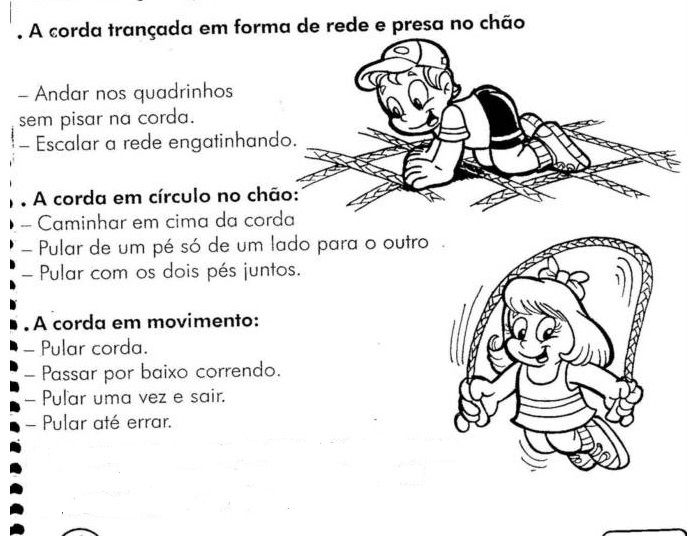 . A corda trançada em forma de rede e presa no chão
– Andar nos quadrinhos
sem pisar na corda.
– Escalar a rede engatinhando.
. A corda em círculo no chão:
– Caminhar em cima da corda
– Pular de um pé só de um lado para o outro
– Pular com os dois pés juntos.
. A corda em movimento:
– Pular corda.
– Passar por baixo correndo.
– Pular uma vez e sair.
– Pular até errar.